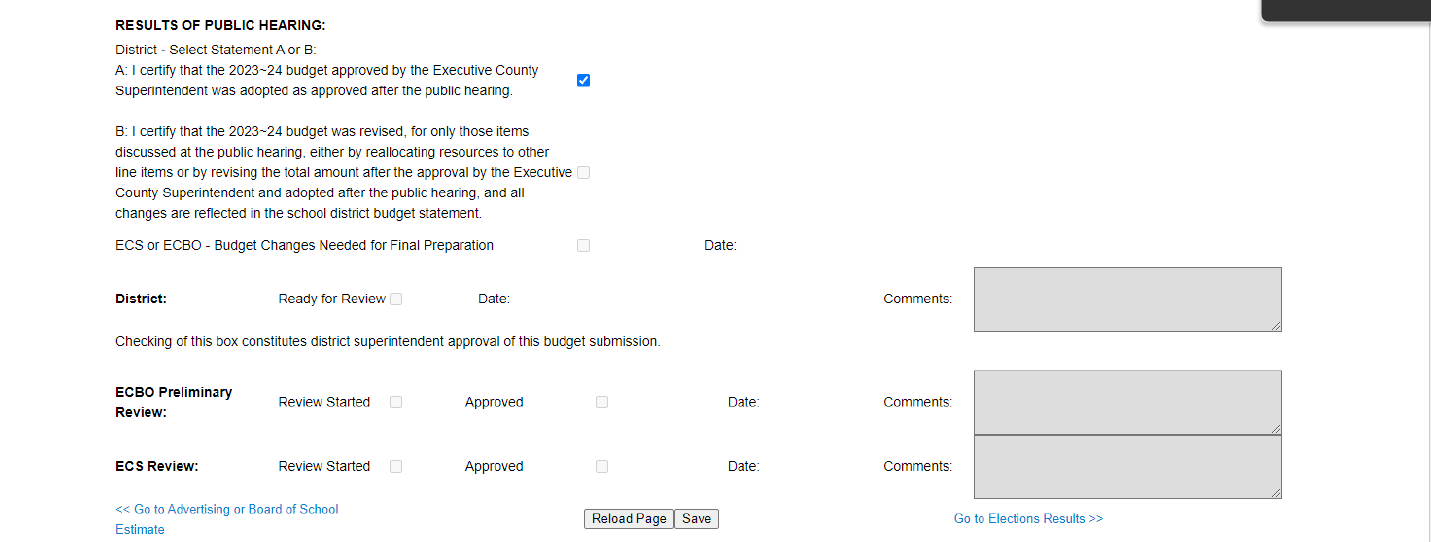 RESULTS OF PUBLIC HEARING:
District - Select Statement A or B:
A: I certify that the 2023~24 budget approved by the Executive County
Superintendent was adopted as approved after the public hearing.
B: I certify that the 2023~24 budget was revised, for only those items
discussed at the public hearing, either by reallocating resources to other
line items or by revising the total amount after the approval by the Executive
County Superintendent and adopted after the public hearing, and all
changes are reflected in the school district budget statement.
ECS or ECBO - Budget Changes Needed for Final Preparation Date:
District: Ready for Review Date: Comments:
Checking of this box constitutes district superintendent approval of this budget submission.
ECBO Preliminary
Review: Review Started Approved Date: Comments:
ECS Review: Review Started Approved Date: Comments:
<< Go to Advertising or Board of School
Estimate
Reload Page Save Go to Elections Results >>